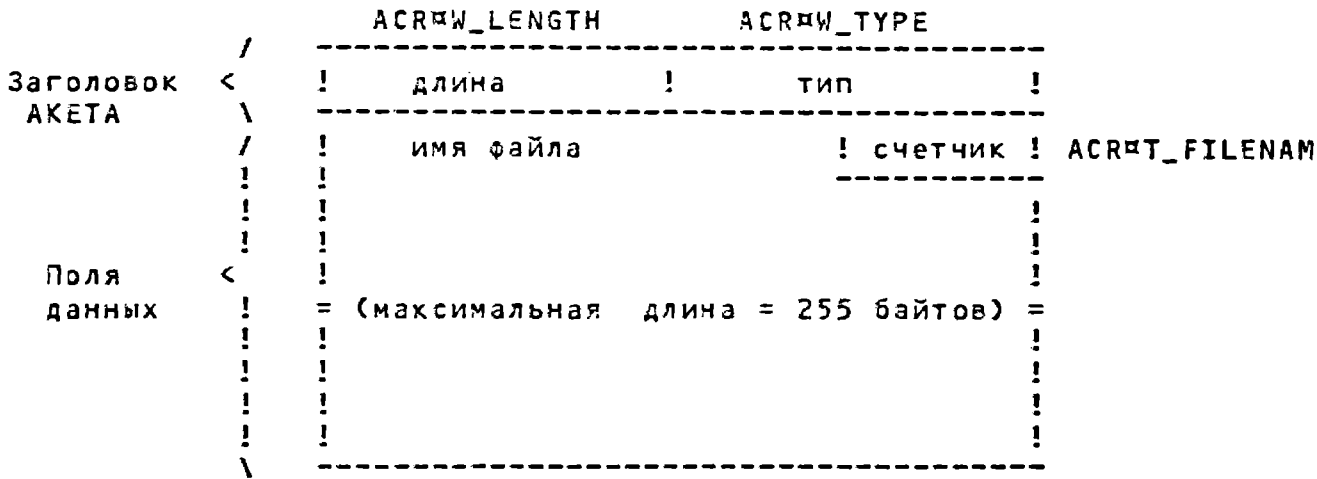 ACR¤W_LENGTH ACR¤W_TYPE
/ ----------------------------------------
Заголовок < ! длина ! тип !
АКЕТА \ ----------------------------------------
/ ! имя файла ! счетчик ! ACR¤T_FILENAM
! ! -----------
! ! !
! ! !
Поля < ! !
данных ! = (максимальная длина = 255 байтов) =
! ! !
! ! !
! ! !
! ! !
\ ----------------------------------------